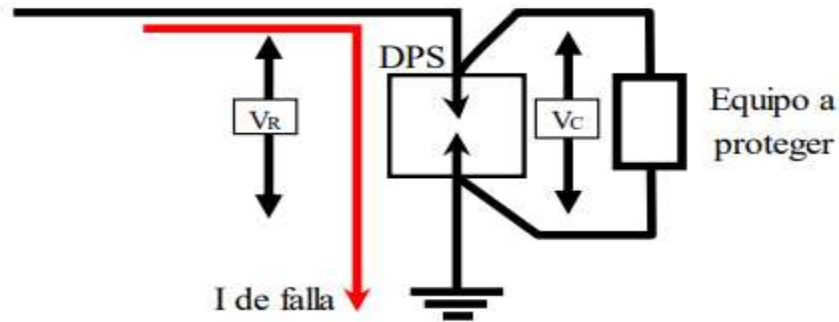 DPS
VR
VC
Equipo a
proteger
I de falla